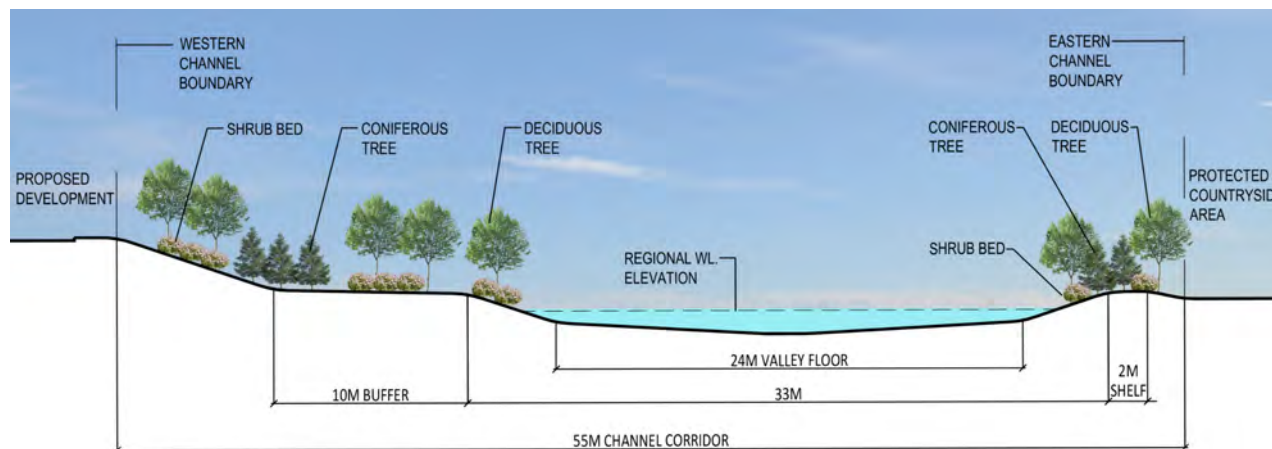 WESTERN
CHANNEL
BOUNDARY
EASTERN
CHANNEL
BOUNDARY
SHRUB BED
CONIFEROUS
TREE
DECIDUOUS
TREE
CONIFEROUS
TREE
DECIDUOUS
TREE
PROPOSED
DEVELOPMENT
PROTECTED
COUNTRYSID
AREA
REGIONAL WL.
ELEVATION
SHRUB BED
24M VALLEY FLOOR
2M
SHELF
10M BUFFER
33M
55M CHANNEL CORRIDOR